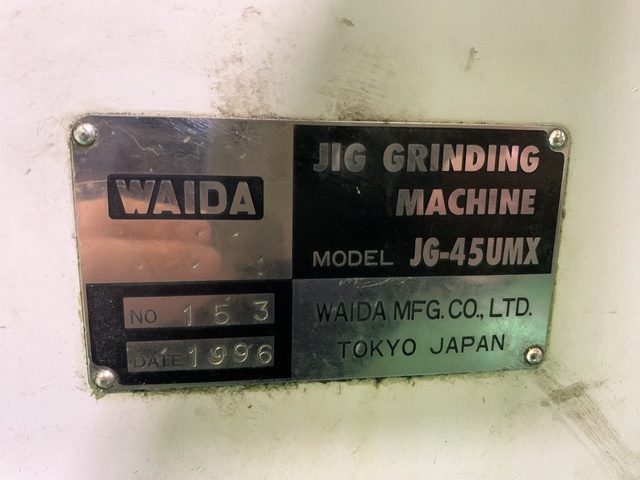 WAIDA
JIG GRINDING
MACHINE
MODEL JG-45UMX
NO 153
DATE 1996
WAIDA MFG. CO., LTD.
TOKYO JAPAN